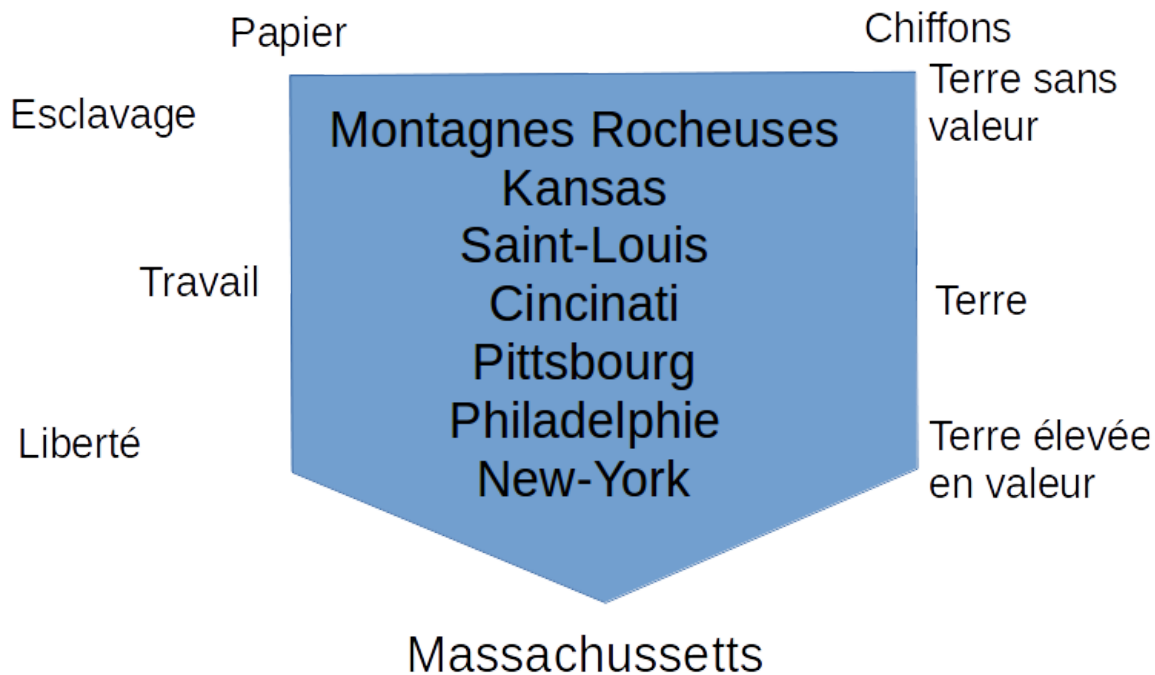 Papier
Chiffons
Esclavage
Terre sans
valeur
Montagnes Rocheuses
Kansas
Saint-Louis
Travail
Cincinati
Terre
Pittsbourg
Philadelphie
Liberté
Terre élevée
en valeur
New-York
Massachussetts